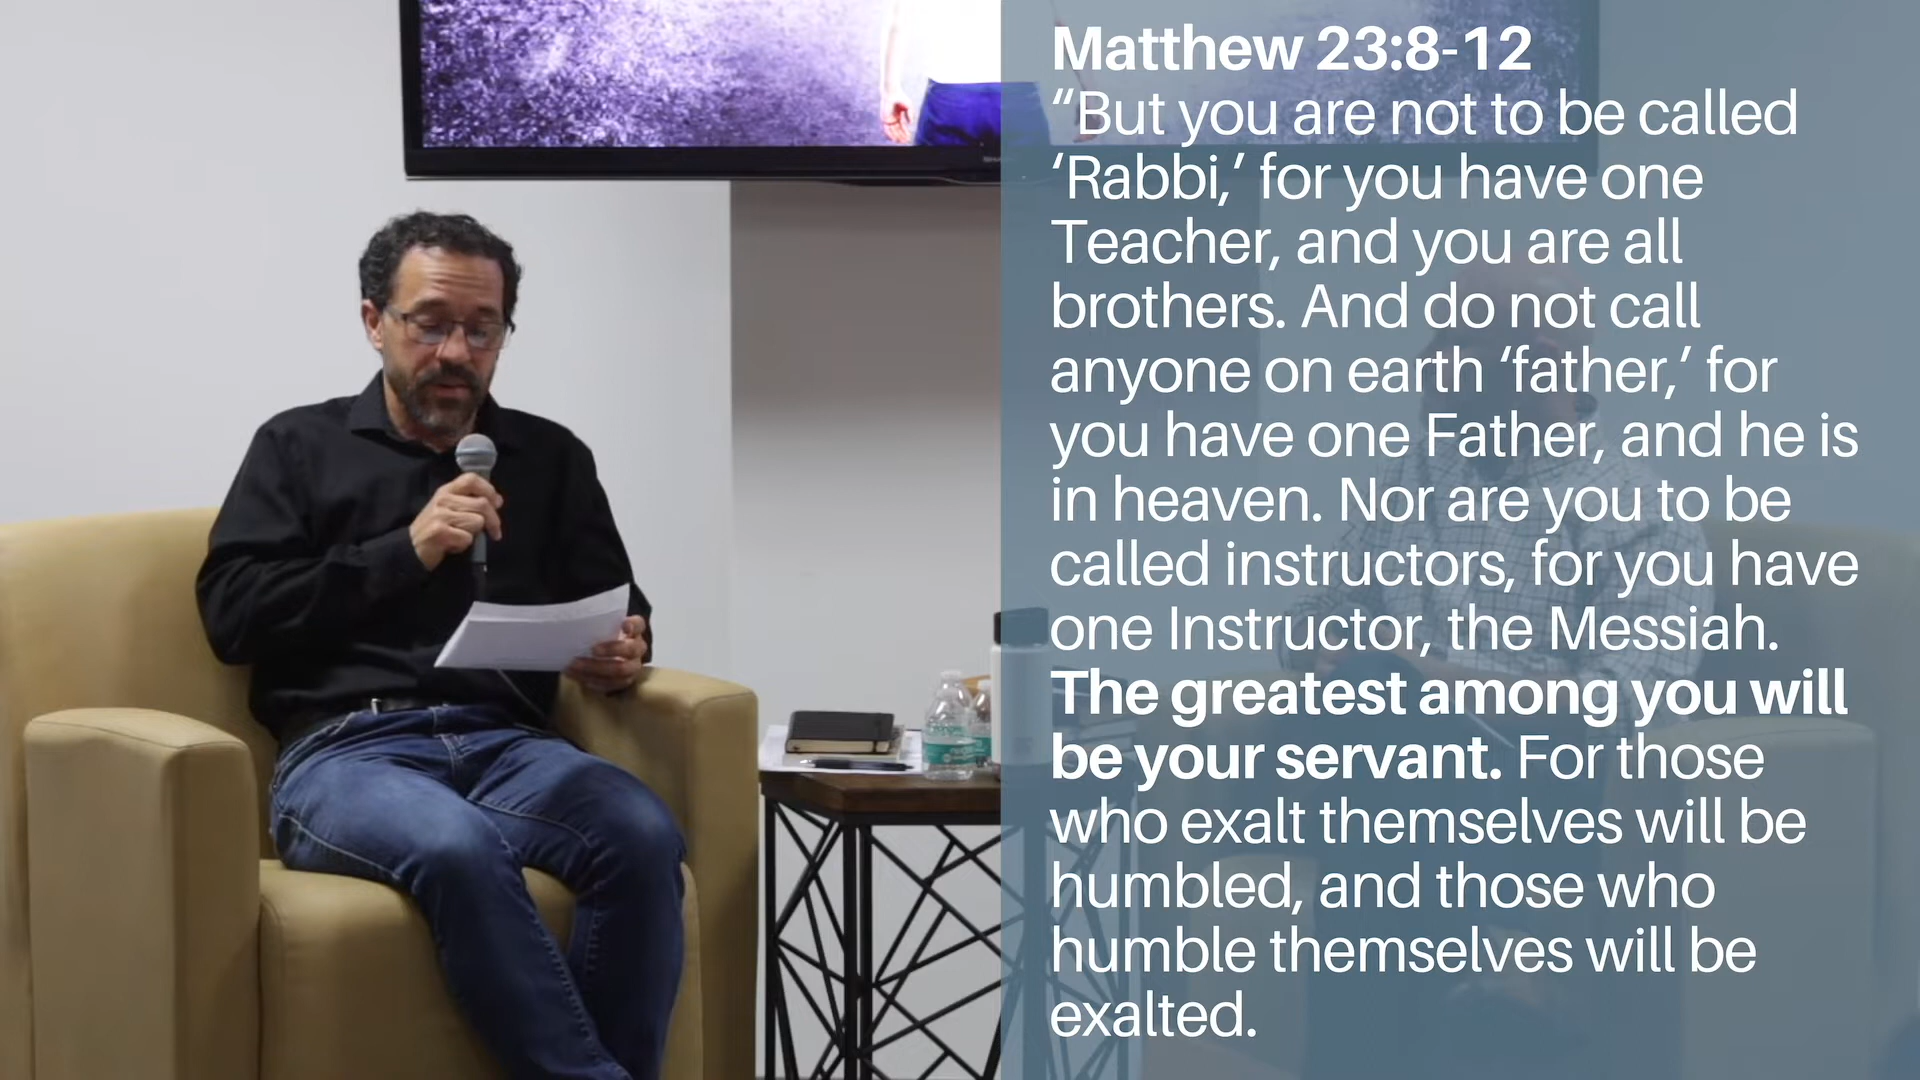 Matthew 23:8-12
“But you are not to be called
‘Rabbi,’ for you have one
Teacher, and you are all
brothers. And do not call
anyone on earth ‘father,’ for
you have one Father, and he is
in heaven. Nor are you to be
called instructors, for you have
one Instructor, the Messiah.
The greatest among you will
be your servant. For those
who exalt themselves will be
humbled, and those who
humble themselves will be
exalted.